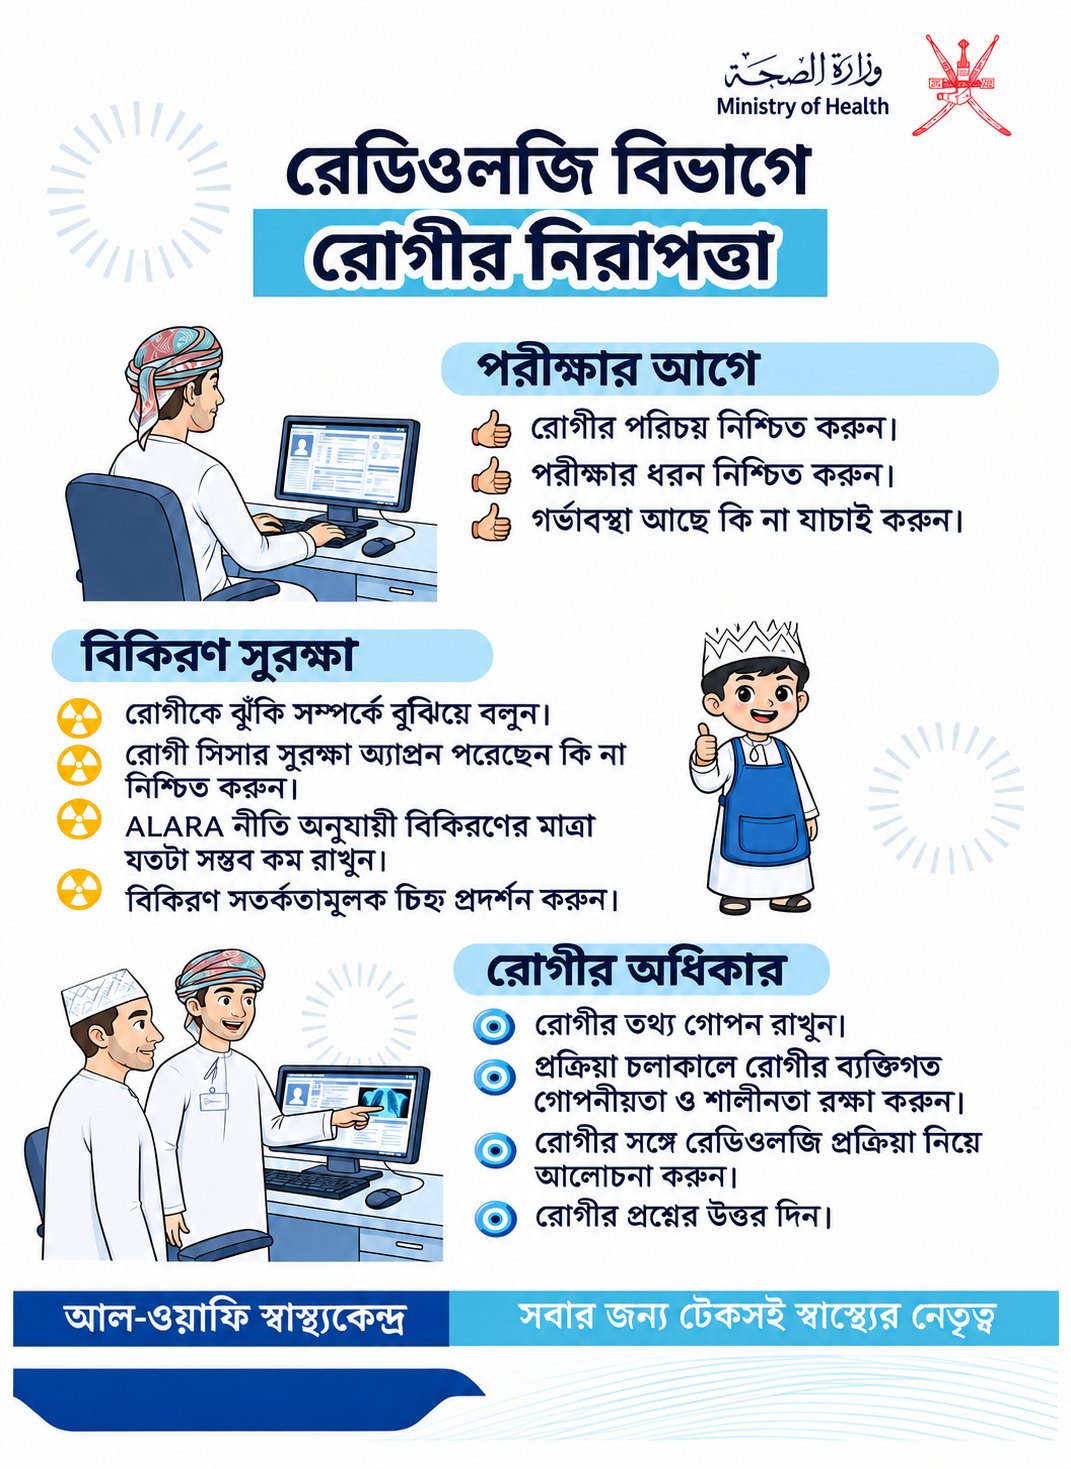 وزارة الصحة
Ministry of Health
রেডিওলজি বিভাগে
রোগীর নিরাপত্তা
পরীক্ষার আগে
রোগীর পরিচয় নিশ্চিত করুন।
পরীক্ষার ধরন নিশ্চিত করুন।
গর্ভাবস্থা আছে কি না যাচাই করুন।
বিকিরণ সুরক্ষা
রোগীকে ঝুঁকি সম্পর্কে বুঝিয়ে বলুন।
রোগী সিসার সুরক্ষা অ্যাপ্রন পরেছেন কি না
নিশ্চিত করুন।
ALARA নীতি অনুযায়ী বিকিরণের মাত্রা
যতটা সম্ভব কম রাখুন।
বিকিরণ সতর্কতামূলক চিহ্ন প্রদর্শন করুন।
রোগীর অধিকার
রোগীর তথ্য গোপন রাখুন।
প্রক্রিয়া চলাকালে রোগীর ব্যক্তিগত
গোপনীয়তা ও শালীনতা রক্ষা করুন।
রোগীর সঙ্গে রেডিওলজি প্রক্রিয়া নিয়ে
আলোচনা করুন।
রোগীর প্রশ্নের উত্তর দিন।
আল-ওয়াফি স্বাস্থ্যকেন্দ্র
সবার জন্য টেকসই স্বাস্থ্যের নেতৃত্ব